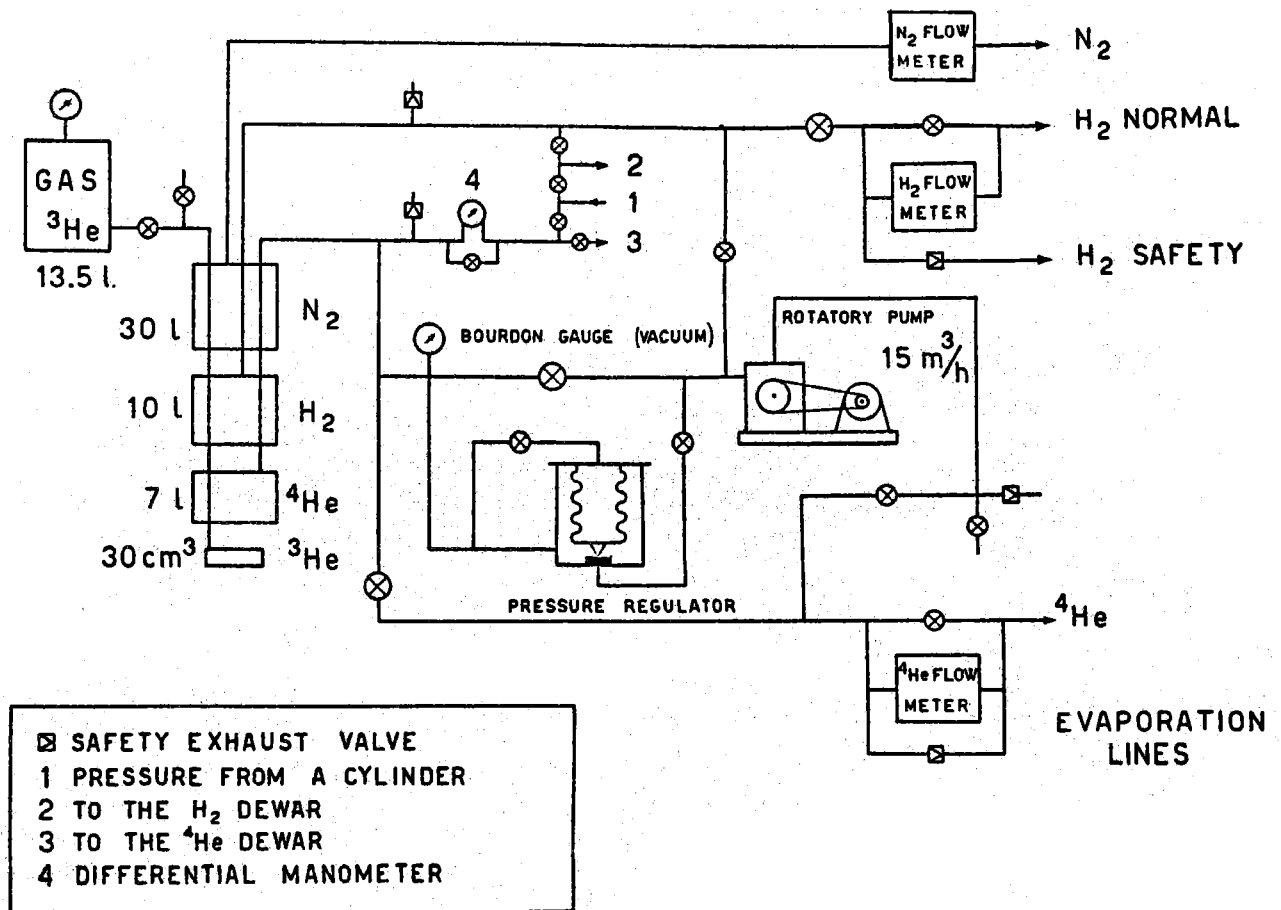 N₂ FLOW METER
N₂
H₂ NORMAL
H₂ FLOW METER
H₂ SAFETY
GAS
³He
13.5 l.
2
4
1
3
30 l
N₂
BOURDON GAUGE (VACUUM)
ROTATORY PUMP
15 m³/h
10 l
H₂
7 l
⁴He
30 cm³
³He
PRESSURE REGULATOR
⁴He
⁴He FLOW METER
EVAPORATION
LINES
SAFETY EXHAUST VALVE
1 PRESSURE FROM A CYLINDER
2 TO THE H₂ DEWAR
3 TO THE ⁴He DEWAR
4 DIFFERENTIAL MANOMETER